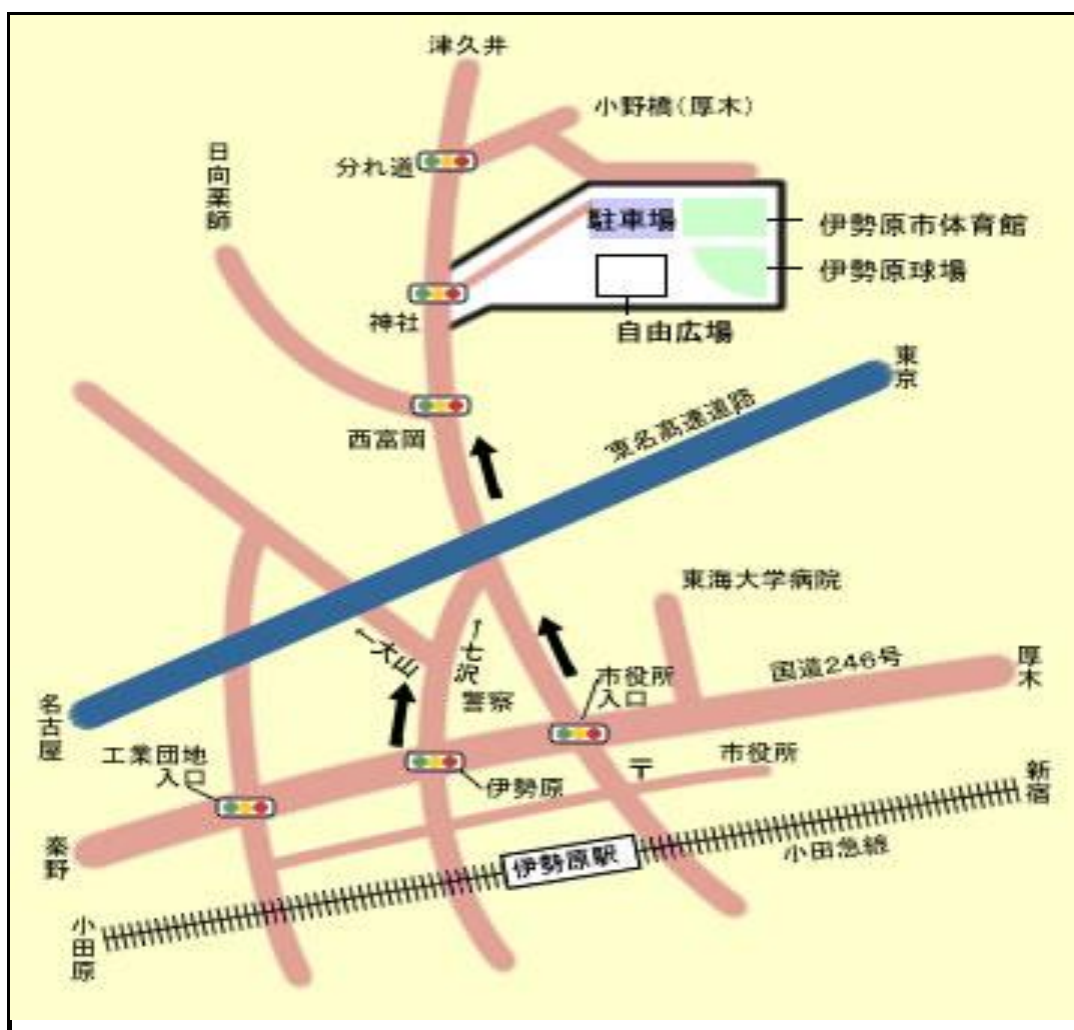 津久井
小野橋(厚木)
日向薬師
分れ道
駐車場
伊勢原市体育館
伊勢原球場
神社
自由広場
東京
西富岡
東名高速道路
東海大学病院
←大山
←七沢
国道246号
厚木
警察
市役所
入口
名古屋
工業団地
入口
伊勢原
〒
市役所
新宿
秦野
伊勢原駅
小田急線
小田原